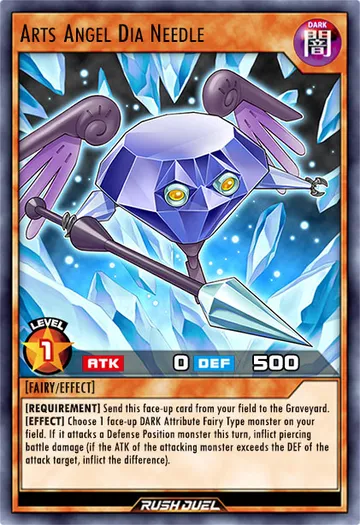 ARTS ANGEL DIA NEEDLE
DARK
闇
LEVEL
1
ATK 0 DEF 500
[FAIRY/EFFECT]
[REQUIREMENT] Send this face-up card from your field to the Graveyard.
[EFFECT] Choose 1 face-up DARK Attribute Fairy Type monster on your
field. If it attacks a Defense Position monster this turn, inflict piercing
battle damage (if the ATK of the attacking monster exceeds the DEF of the
attack target, inflict the difference).
RUSH DUEL